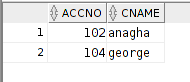 ACCNO CNAME
1 102 anagha
2 104 george